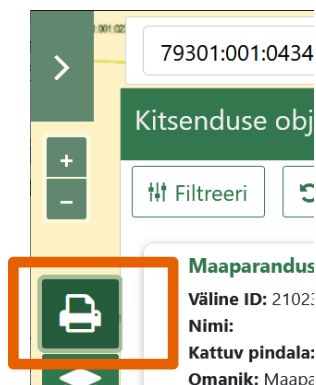 79301:001:0434
Kitsenduse obj
+
Filtreeri
−
Maaparandus
Väline ID: 21023
Nimi:
Kattuv pindala:
Omanik: Maapa